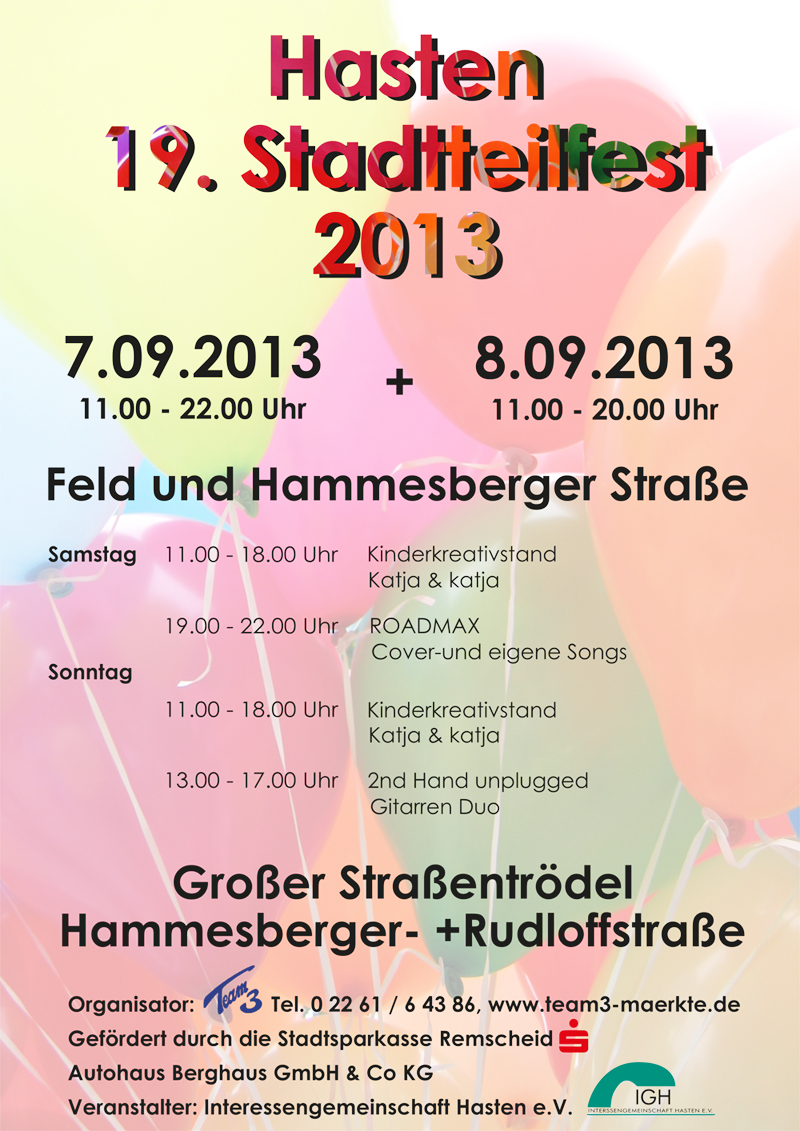 Hasten
19. Stadtteilfest
2013
7.09.2013 + 8.09.2013
11.00 - 22.00 Uhr 11.00 - 20.00 Uhr
Feld und Hammesberger Straße
Samstag 11.00 - 18.00 Uhr Kinderkreativstand
Katja & katja
19.00 - 22.00 Uhr ROADMAX
Cover-und eigene Songs
Sonntag
11.00 - 18.00 Uhr Kinderkreativstand
Katja & katja
13.00 - 17.00 Uhr 2nd Hand unplugged
Gitarren Duo
Großer Straßentrödel
Hammesberger- +Rudloffstraße
Organisator: Team 3 Tel. 0 22 61 / 6 43 86, www.team3-maerkte.de
Gefördert durch die Stadtsparkasse Remscheid
Autohaus Berghaus GmbH & Co KG
Veranstalter: Interessengemeinschaft Hasten e.V.
IGH
INTERSSENGEMEINSCHAFT HASTEN E.V.